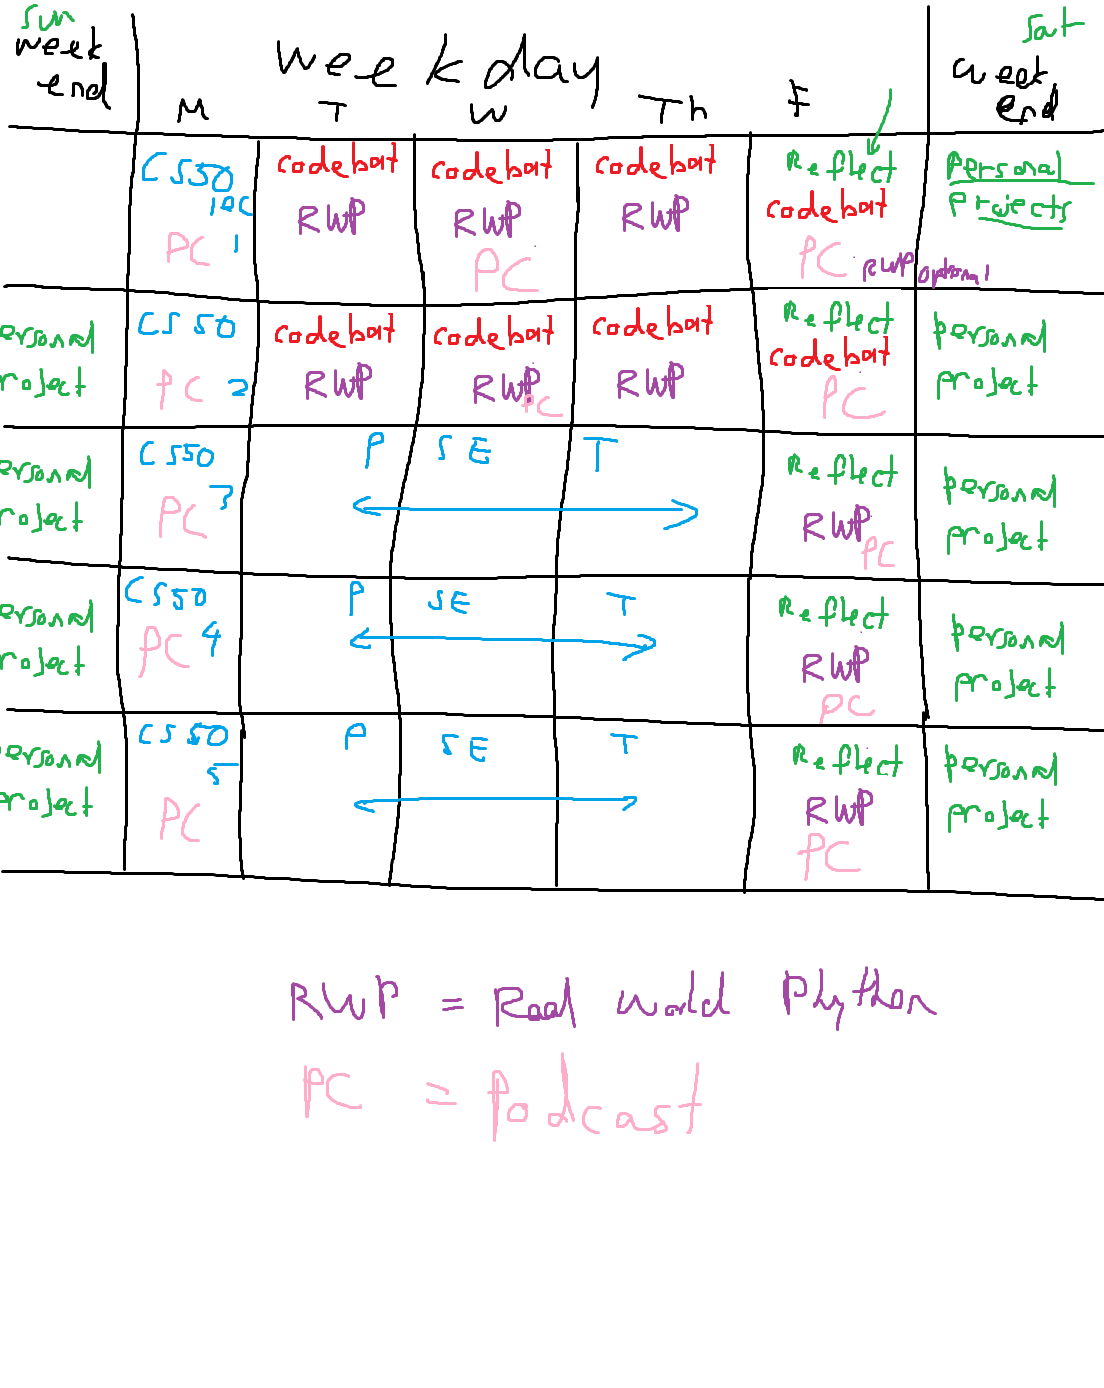 Sun
week
end
weekday
Sat
week
end
M
T
W
Th
F
CS50
lec
1
PC
codebat
RWP
codebat
RWP
PC
codebat
RWP
Reflect
codebat
PC
RWP optional
Personal
Projects
ersonal
roject
CS50
PC 2
codebat
RWP
codebat
RWP
PC
codebat
RWP
Reflect
codebat
PC
personal
project
ersonal
roject
CS50
3
PC
P SE T
Reflect
RWP
PC
personal
project
ersonal
roject
CS50
PC 4
P SE T
Reflect
RWP
PC
personal
project
ersonal
roject
CS50
5
PC
P SE T
Reflect
RWP
PC
personal
project
RWP = Real world Phython
PC = Podcast